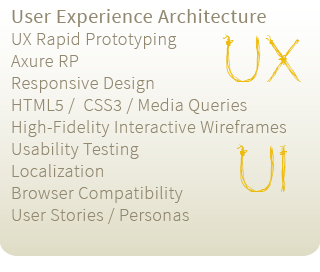 User Experience Architecture
UX Rapid Prototyping
Axure RP
Responsive Design
HTML5 /  CSS3 / Media Queries
High-Fidelity Interactive Wireframes
Usability Testing
Localization
Browser Compatibility
User Stories / Personas
UX
UI